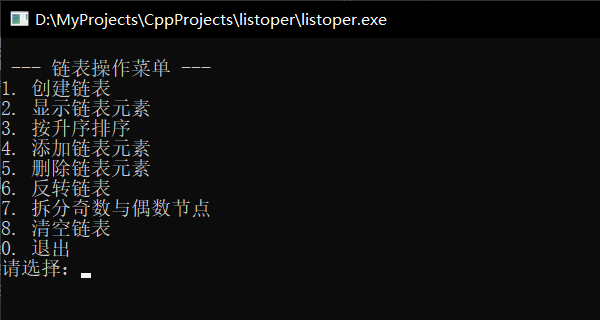 D:\MyProjects\CppProjects\listoper\listoper.exe
--- 链表操作菜单 ---
1. 创建链表
2. 显示链表元素
3. 按升序排序
4. 添加链表元素
5. 删除链表元素
6. 反转链表
7. 拆分奇数与偶数节点
8. 清空链表
0. 退出
请选择：